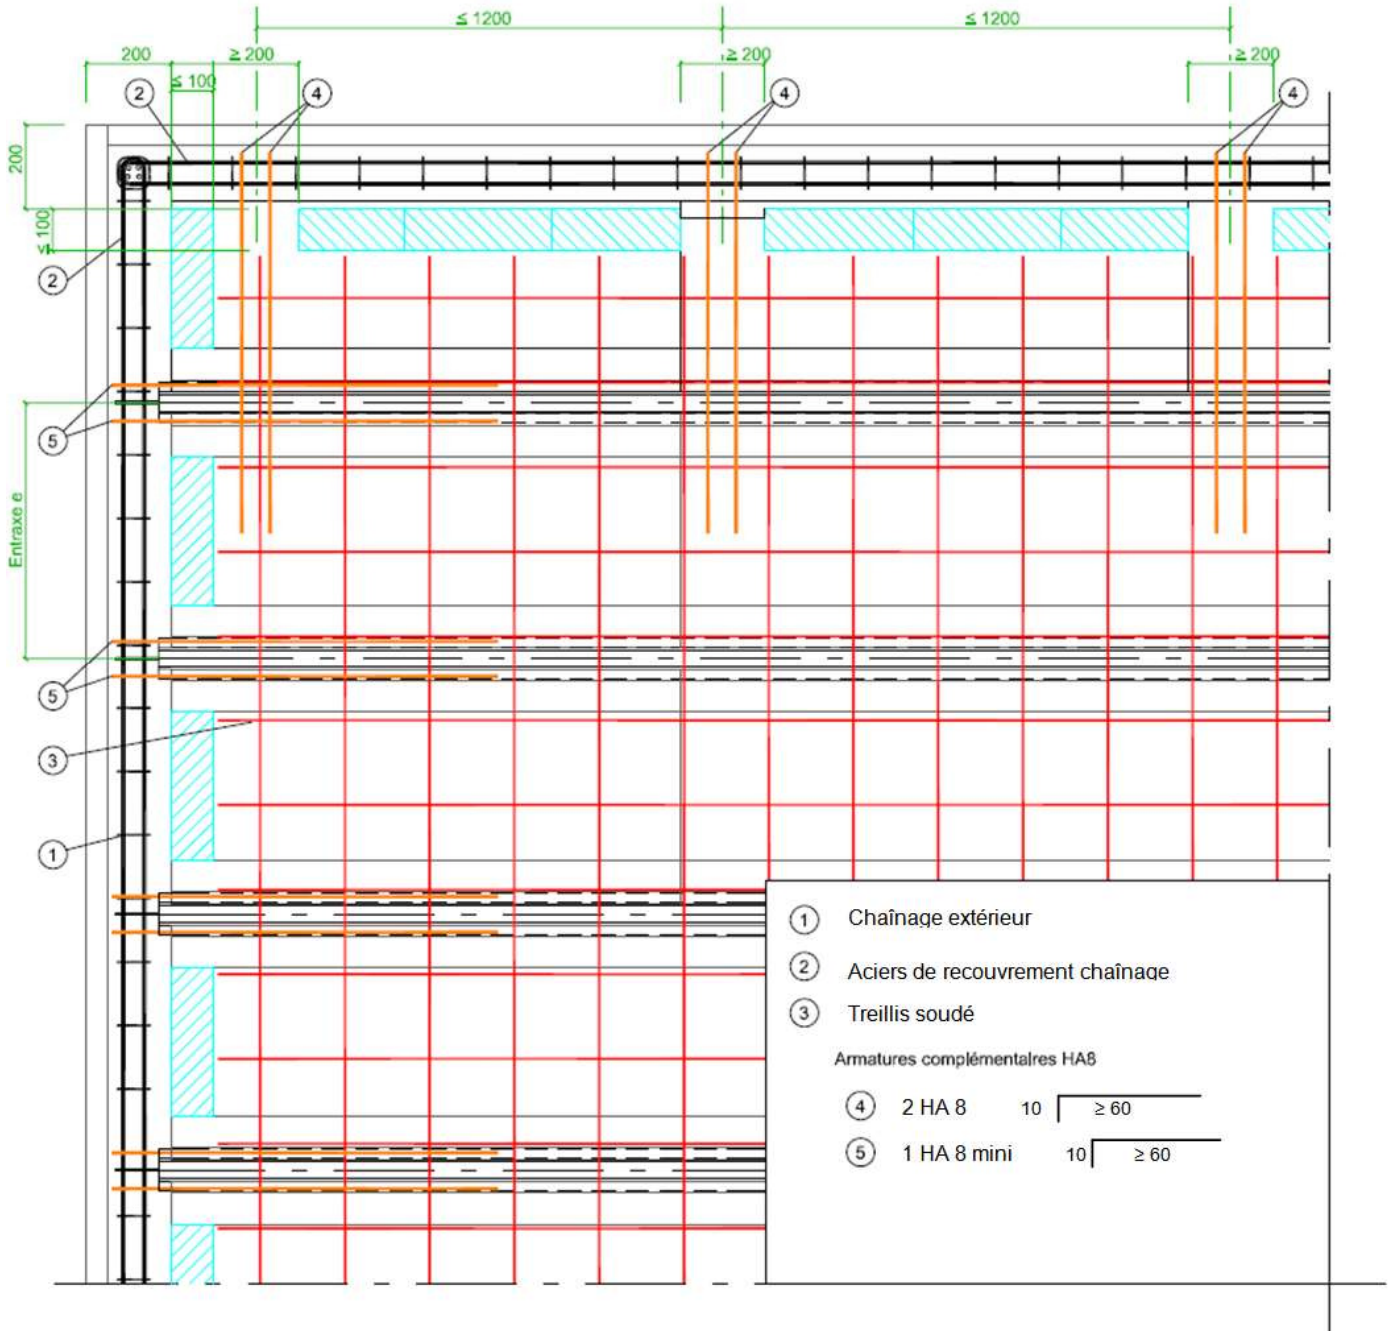 ≤ 1200
≤ 1200
200
≥ 200
≥ 200
≥ 200
≤ 100
2
4
4
4
200
≤ 100
2
5
Entraxe e
5
3
1
1 Chaînage extérieur
2 Aciers de recouvrement chaînage
3 Treillis soudé
Armatures complémentaires HA8
4 2 HA 8 10 ≥ 60
5 1 HA 8 mini 10 ≥ 60